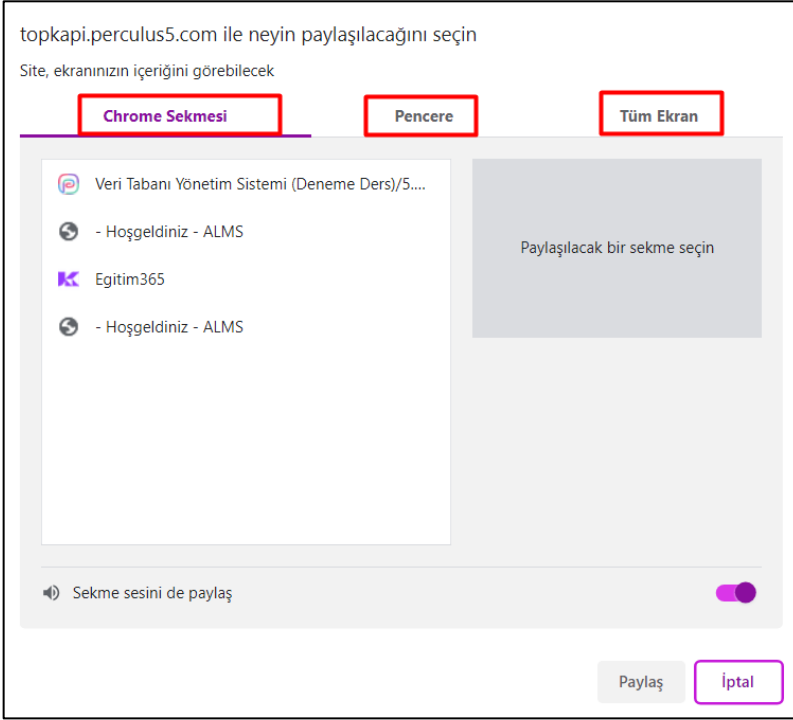 topkapi.perculus5.com ile neyin paylaşılacağını seçin
Site, ekranınızın içeriğini görebilecek
Chrome Sekmesi Pencere Tüm Ekran
Veri Tabanı Yönetim Sistemi (Deneme Ders)/5....
- Hoşgeldiniz - ALMS
Egitim365
- Hoşgeldiniz - ALMS
Paylaşılacak bir sekme seçin
Sekme sesini de paylaş
Paylaş İptal